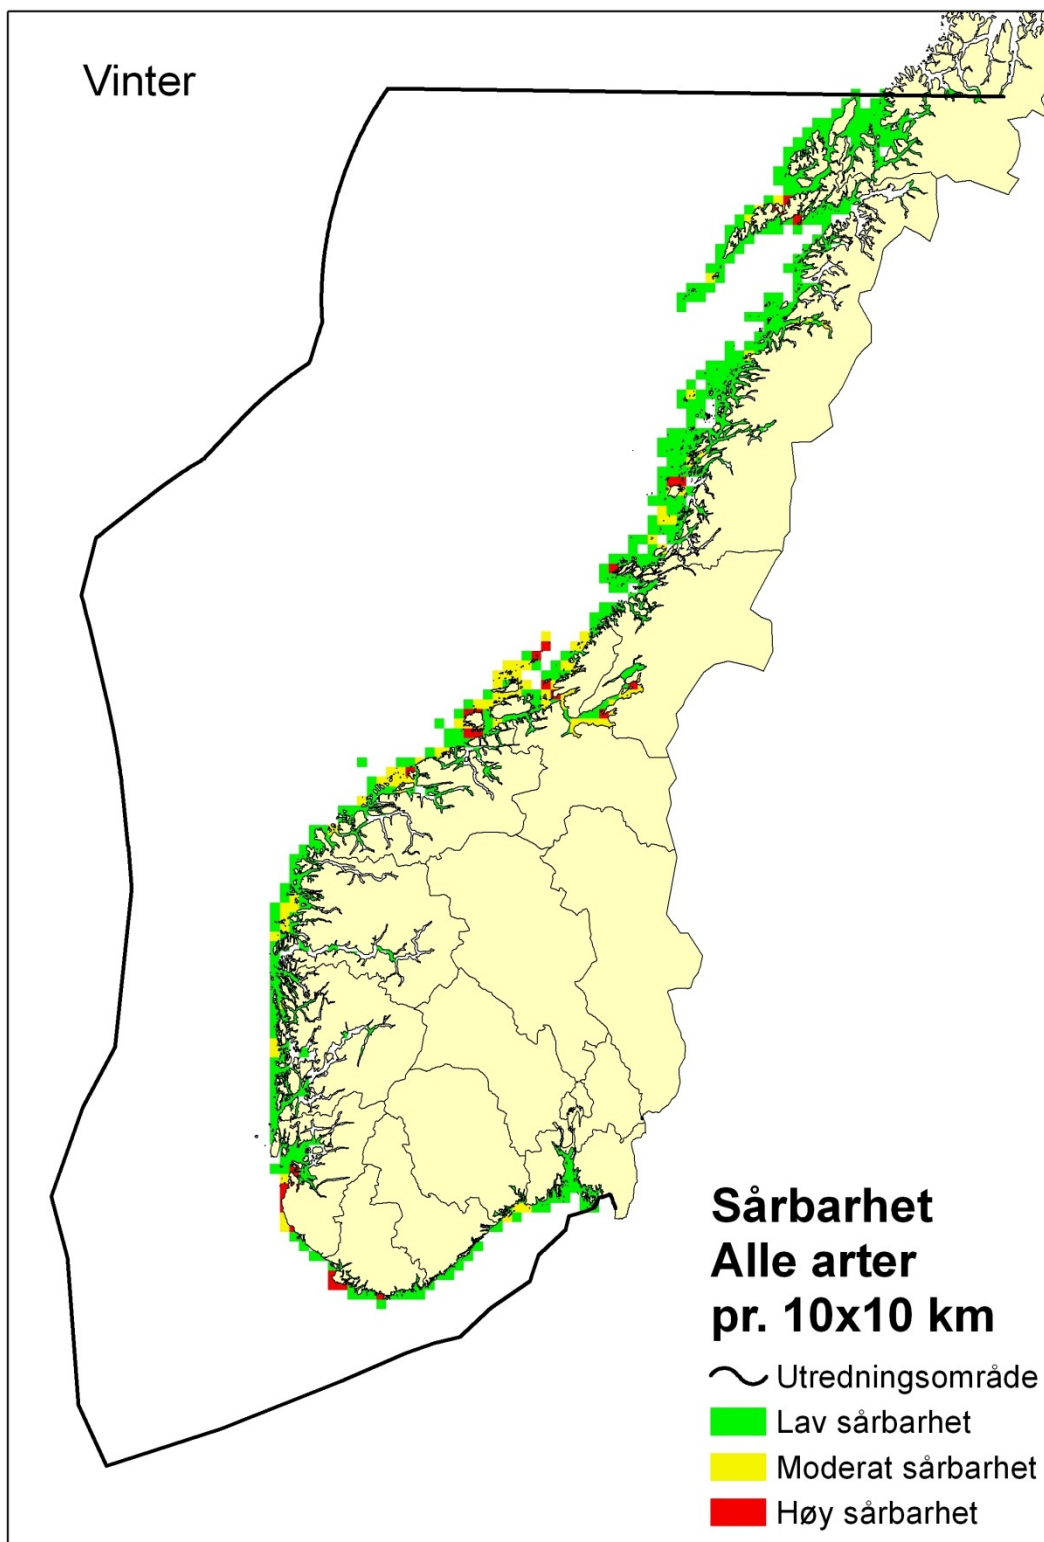 Vinter
Sårbarhet
Alle arter
pr. 10x10 km
Utredningsområde
Lav sårbarhet
Moderat sårbarhet
Høy sårbarhet